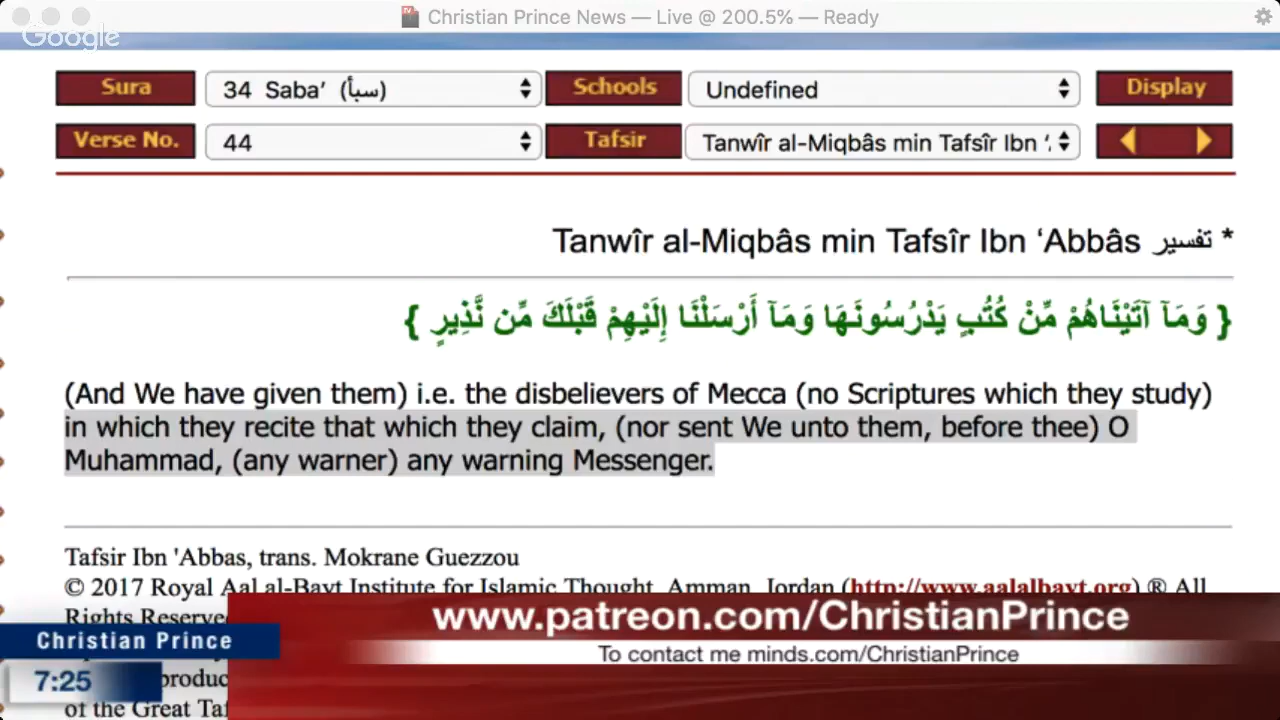 Christian Prince News — Live @ 200.5% — Ready
Google
Sura 34 Saba’ (سبأ) Schools Undefined Display
Verse No. 44 Tafsir Tanwîr al-Miqbâs min Tafsîr Ibn ‘
Tanwîr al-Miqbâs min Tafsîr Ibn ‘Abbâs تفسير *
{ وَمَآ آتَيْنَاهُمْ مِّنْ كُتُبٍ يَدْرُسُونَهَا وَمَآ أَرْسَلْنَا إِلَيْهِمْ قَبْلَكَ مِّن نَّذِيرٍ }
(And We have given them) i.e. the disbelievers of Mecca (no Scriptures which they study)
in which they recite that which they claim, (nor sent We unto them, before thee) O
Muhammad, (any warner) any warning Messenger.
Tafsir Ibn 'Abbas, trans. Mokrane Guezzou
© 2017 Royal Aal al-Bayt Institute for Islamic Thought, Amman, Jordan (http://www.aalalbayt.org) ® All
Rights Reserve
www.patreon.com/ChristianPrince
Christian Prince
To contact me minds.com/ChristianPrince
7:25 produc
of the Great Taf